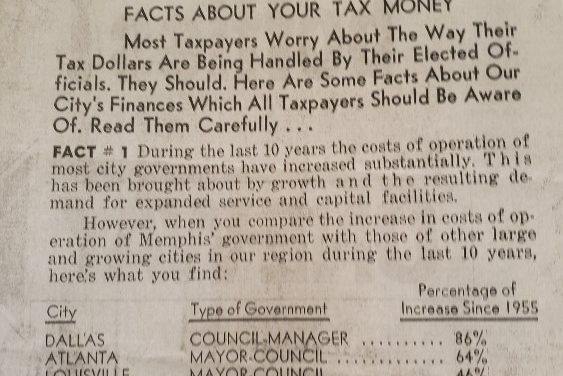 FACTS ABOUT YOUR TAX MONEY
Most Taxpayers Worry About The Way Their
Tax Dollars Are Being Handled By Their Elected Of-
ficials. They Should. Here Are Some Facts About Our
City's Finances Which All Taxpayers Should Be Aware
Of. Read Them Carefully . . .
FACT # 1 During the last 10 years the costs of operation of
most city governments have increased substantially. This
has been brought about by growth and the resulting de-
mand for expanded service and capital facilities.
However, when you compare the increase in costs of op-
eration of Memphis' government with those of other large
and growing cities in our region during the last 10 years,
here's what you find:
City Type of Government Percentage of
Increase Since 1955
DALLAS COUNCIL-MANAGER .......... 86%
ATLANTA MAYOR-COUNCIL ............. 64%
LOUISVILLE MAYOR-COUNCIL 46%